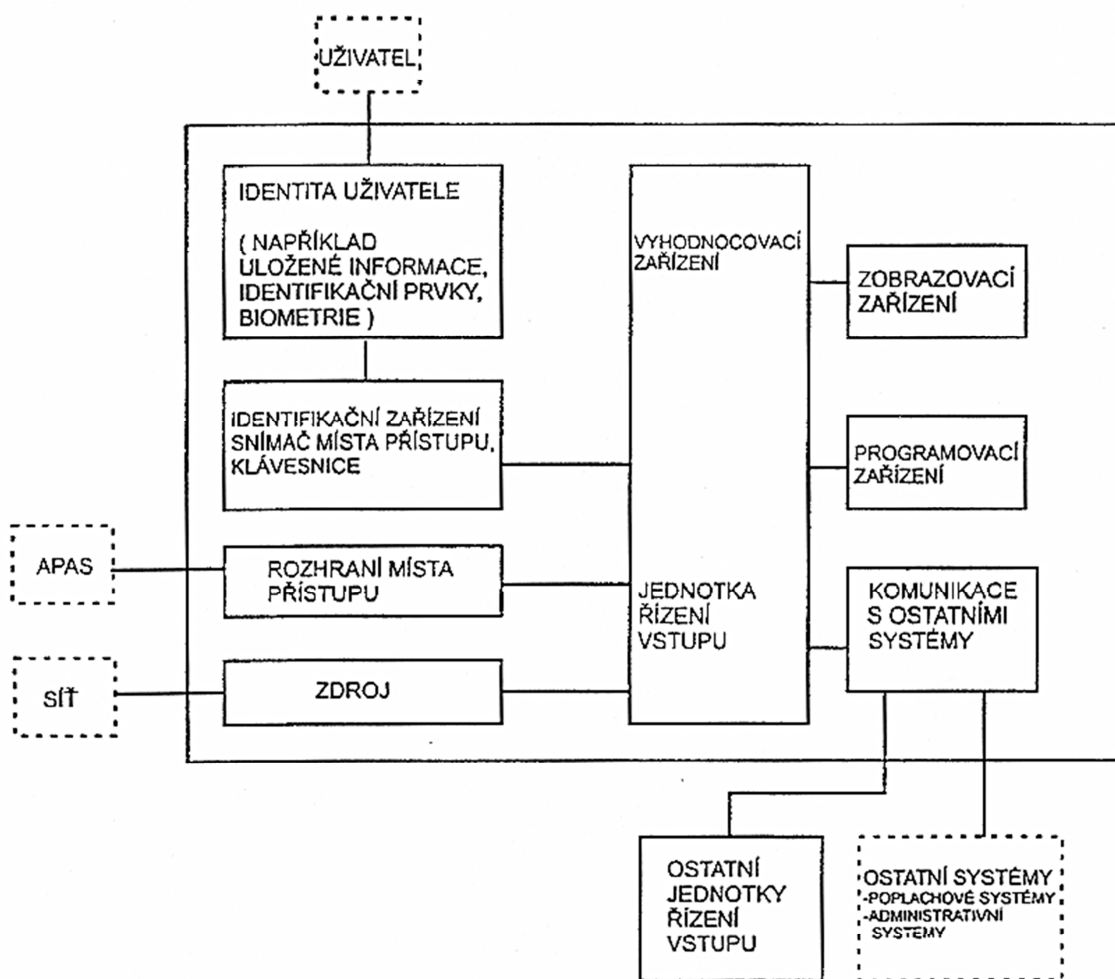 UŽIVATEL
IDENTITA UŽIVATELE
( NAPŘÍKLAD
ULOŽENÉ INFORMACE,
IDENTIFIKAČNÍ PRVKY,
BIOMETRIE )
IDENTIFIKAČNÍ ZAŘÍZENÍ
SNÍMAČ MÍSTA PŘÍSTUPU,
KLÁVESNICE
APAS
ROZHRANÍ MÍSTA
PŘÍSTUPU
SÍŤ
ZDROJ
VYHODNOCOVACÍ
ZAŘÍZENÍ
JEDNOTKA
ŘÍZENÍ
VSTUPU
ZOBRAZOVACÍ
ZAŘÍZENÍ
PROGRAMOVACÍ
ZAŘÍZENÍ
KOMUNIKACE
S OSTATNÍMI
SYSTÉMY
OSTATNÍ
JEDNOTKY
ŘÍZENÍ
VSTUPU
OSTATNÍ SYSTÉMY
-POPLACHOVÉ SYSTÉMY
-ADMINISTRATIVNÍ
SYSTEMY